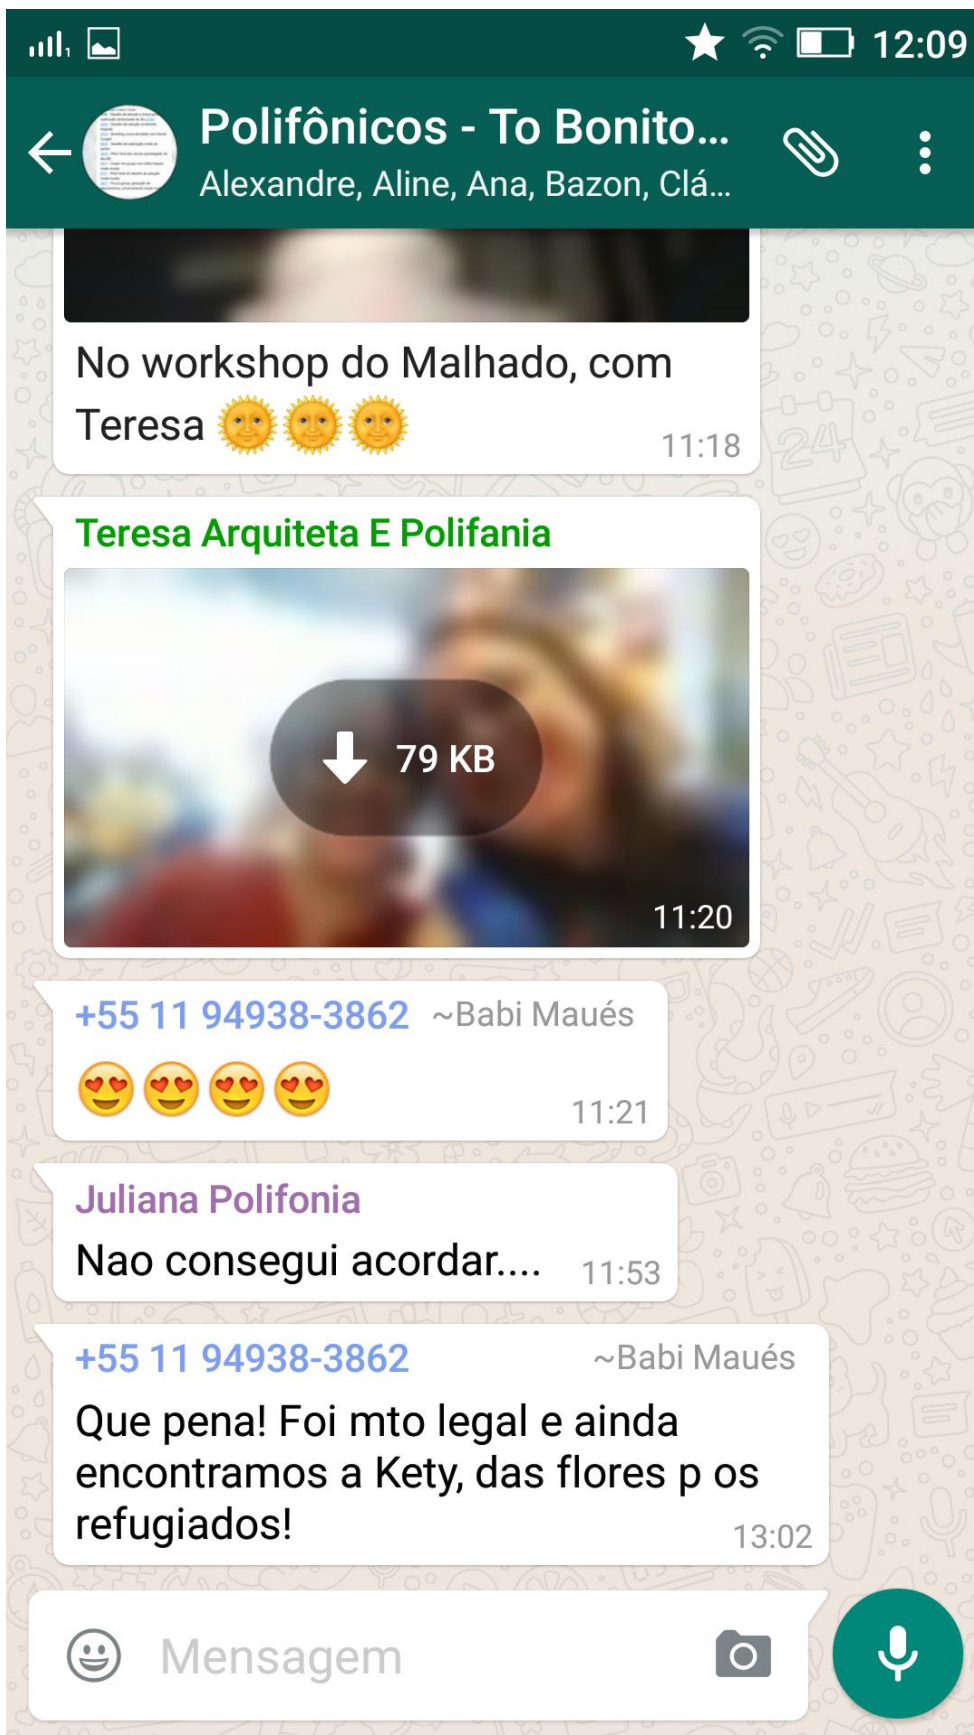 12:09
Polifônicos - To Bonito...
Alexandre, Aline, Ana, Bazon, Clá...
No workshop do Malhado, com
Teresa 🌞🌞🌞
11:18
Teresa Arquiteta E Polifania
79 KB
11:20
+55 11 94938-3862 ~Babi Maués
😍😍😍😍
11:21
Juliana Polifonia
Nao consegui acordar.... 11:53
+55 11 94938-3862 ~Babi Maués
Que pena! Foi mto legal e ainda
encontramos a Kety, das flores p os
refugiados!
13:02
Mensagem